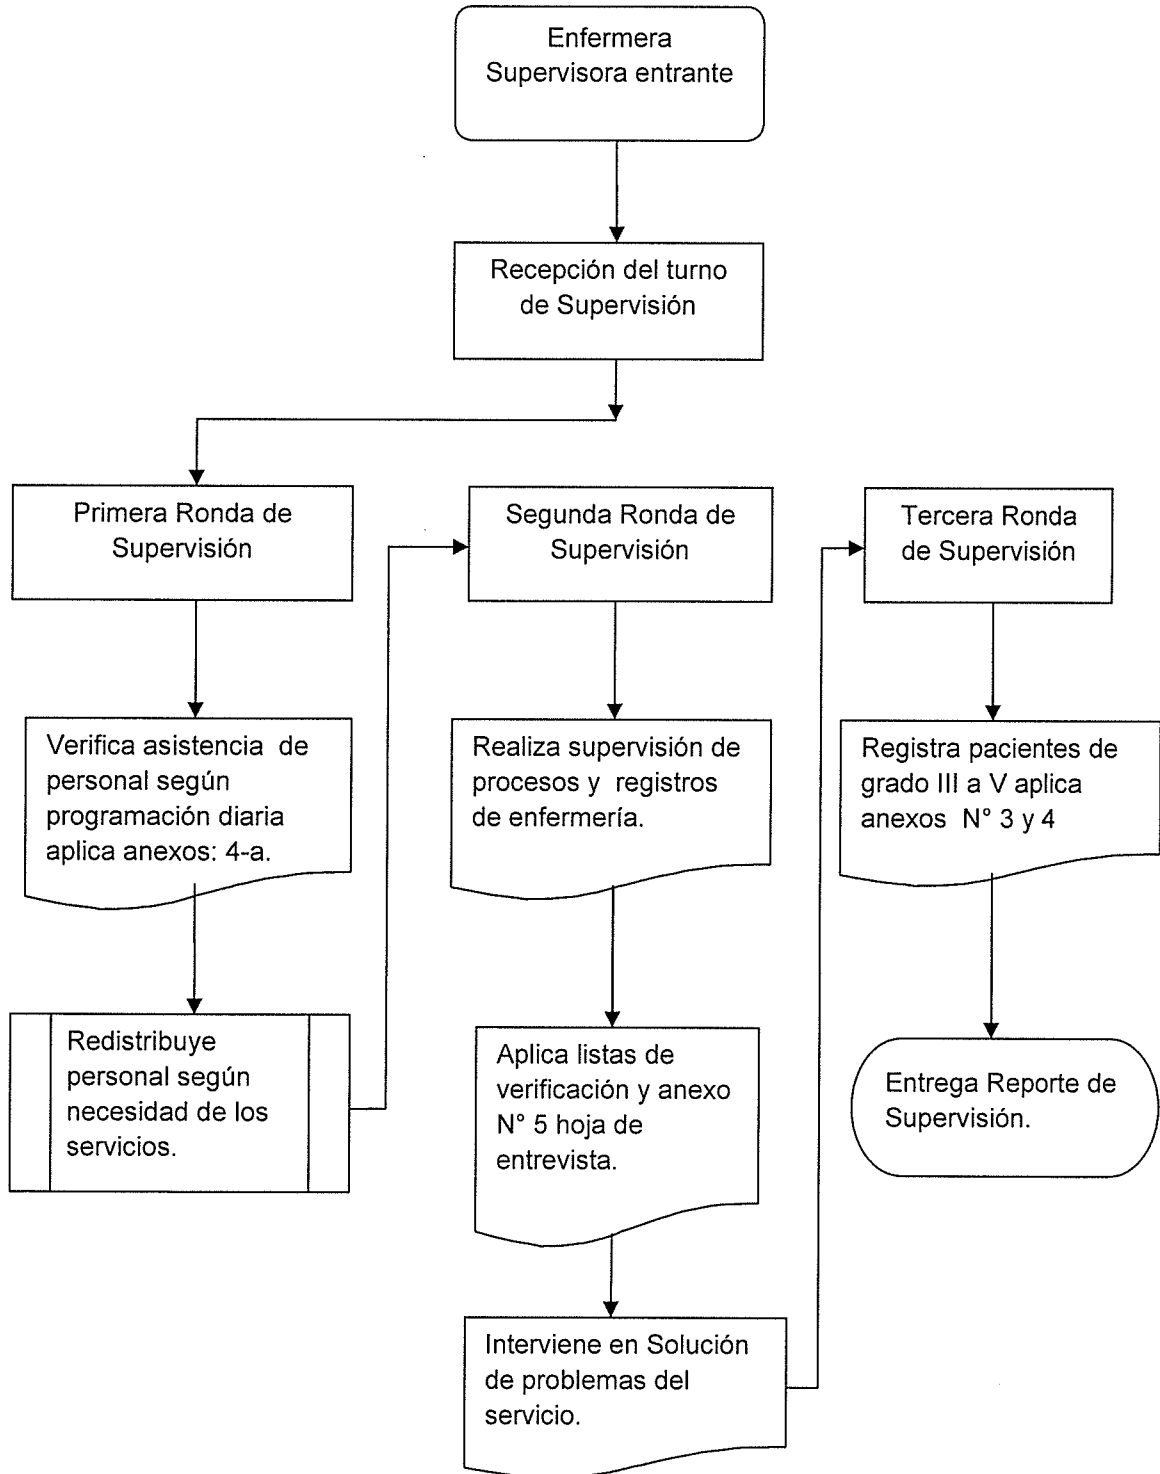 Enfermera
Supervisora entrante
Recepción del turno
de Supervisión
Primera Ronda de
Supervisión
Verifica asistencia  de
personal según
programación diaria
aplica anexos: 4-a.
Redistribuye
personal según
necesidad de los
servicios.
Segunda Ronda de
Supervisión
Realiza supervisión de
procesos y  registros
de enfermería.
Aplica listas de
verificación y anexo
N° 5 hoja de
entrevista.
Interviene en Solución
de problemas del
servicio.
Tercera Ronda
de Supervisión
Registra pacientes de
grado III a V aplica
anexos  N° 3 y 4
Entrega Reporte de
Supervisión.